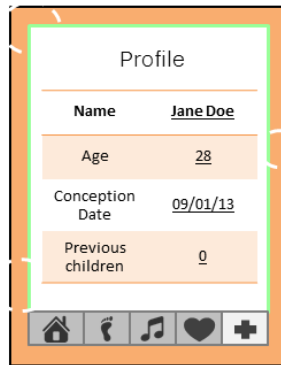 Profile
Name Jane Doe
Age 28
Conception
Date 09/01/13
Previous
children 0